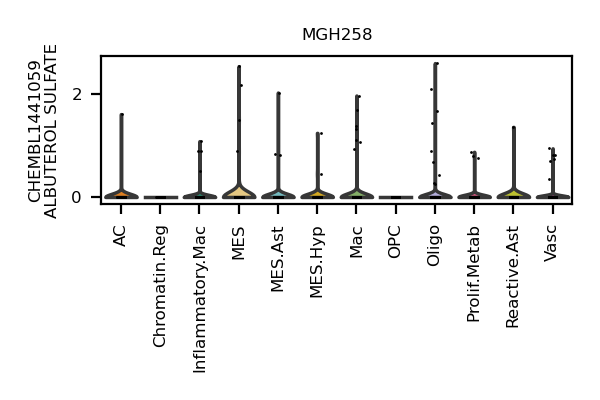 MGH258
CHEMBL1441059
ALBUTEROL SULFATE
2
0
AC
Chromatin.Reg
Inflammatory.Mac
MES
MES.Ast
MES.Hyp
Mac
OPC
Oligo
Prolif.Metab
Reactive.Ast
Vasc